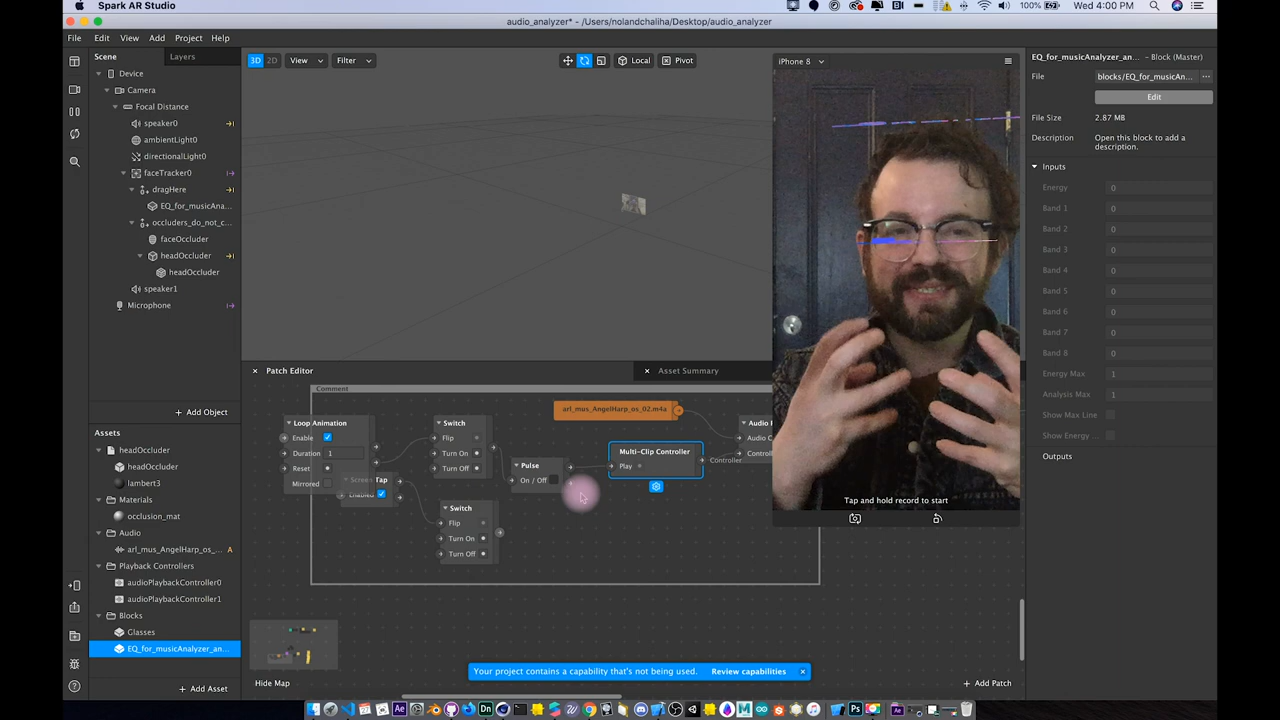 Spark AR Studio
100%
Wed 4:00 PM
audio_analyzer* - /Users/nolandchaliha/Desktop/audio_analyzer
File Edit View Add Project Help
Scene Layers
Device
Camera
Focal Distance
speaker0
ambientLight0
directionalLight0
faceTracker0
dragHere
EQ_for_musicAna...
occluders_do_not_c...
faceOccluder
headOccluder
headOccluder
speaker1
Microphone
Add Object
Assets
headOccluder
headOccluder
lambert3
Materials
occlusion_mat
Audio
arl_mus_AngelHarp_os_... A
Playback Controllers
audioPlaybackController0
audioPlaybackController1
Blocks
Glasses
EQ_for_musicAnalyzer_an...
Add Asset
3D 2D View Filter Local Pivot
iPhone 8
Tap and hold record to start
Patch Editor
Asset Summary
Comment
Loop Animation
Enable
Duration 1
Reset
Mirrored
Screen Tap
Enabled
Switch
Flip
Turn On
Turn Off
Switch
Flip
Turn On
Turn Off
Pulse
On / Off
arl_mus_AngelHarp_os_02.m4a
Multi-Clip Controller
Play
Controller
Audio
Audio C
Controll
Your project contains a capability that's not being used. Review capabilities
Hide Map
Add Patch
EQ_for_musicAnalyzer_an... - Block (Master)
File blocks/EQ_for_musicAn... ...
Edit
File Size 2.87 MB
Description Open this block to add a
description.
Inputs
Energy 0
Band 1 0
Band 2 0
Band 3 0
Band 4 0
Band 5 0
Band 6 0
Band 7 0
Band 8 0
Energy Max 1
Analysis Max 1
Show Max Line
Show Energy ...
Outputs